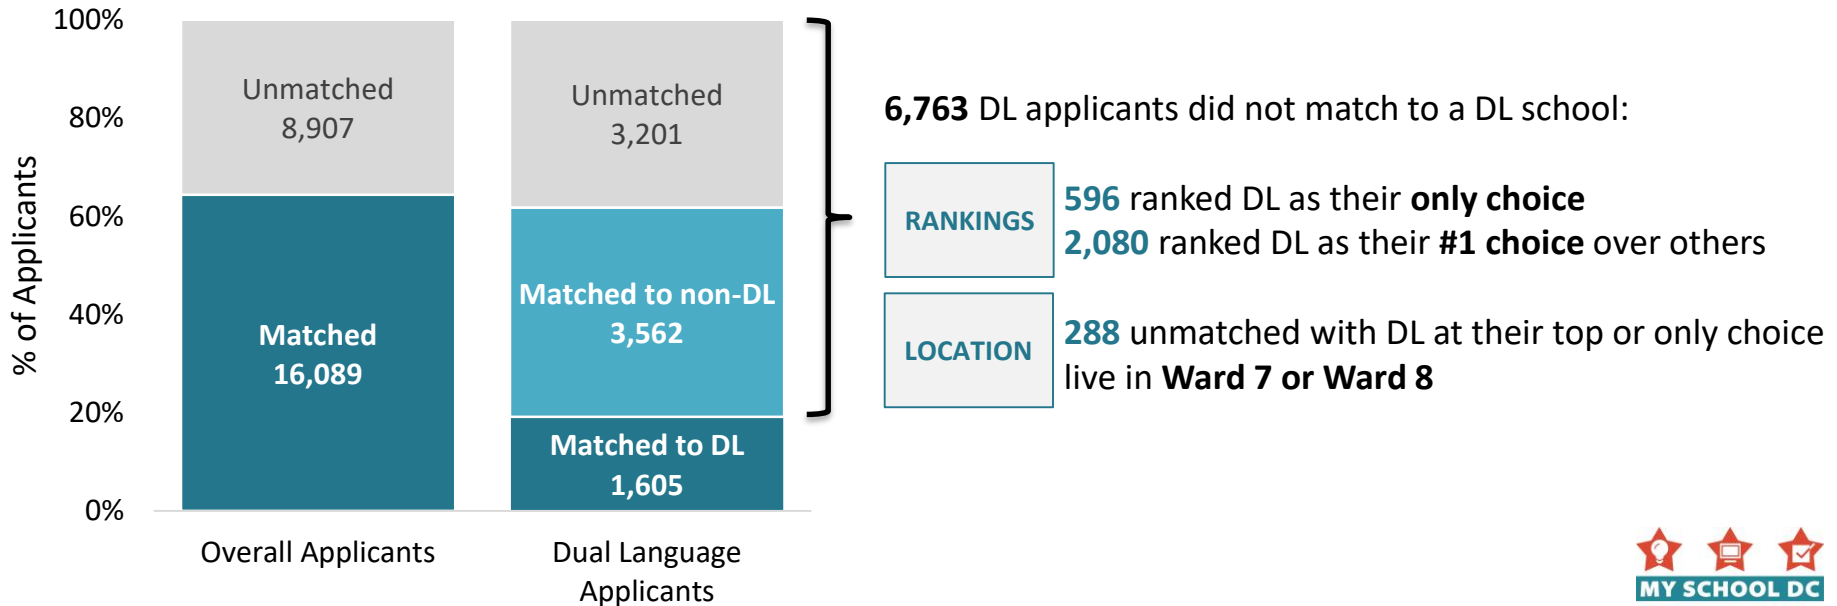 % of Applicants
100%
80%
60%
40%
20%
0%
Unmatched
8,907
Matched
16,089
Unmatched
3,201
Matched to non-DL
3,562
Matched to DL
1,605
Overall Applicants
Dual Language
Applicants
6,763 DL applicants did not match to a DL school:
RANKINGS
596 ranked DL as their only choice
2,080 ranked DL as their #1 choice over others
LOCATION
288 unmatched with DL at their top or only choice
live in Ward 7 or Ward 8
MY SCHOOL DC